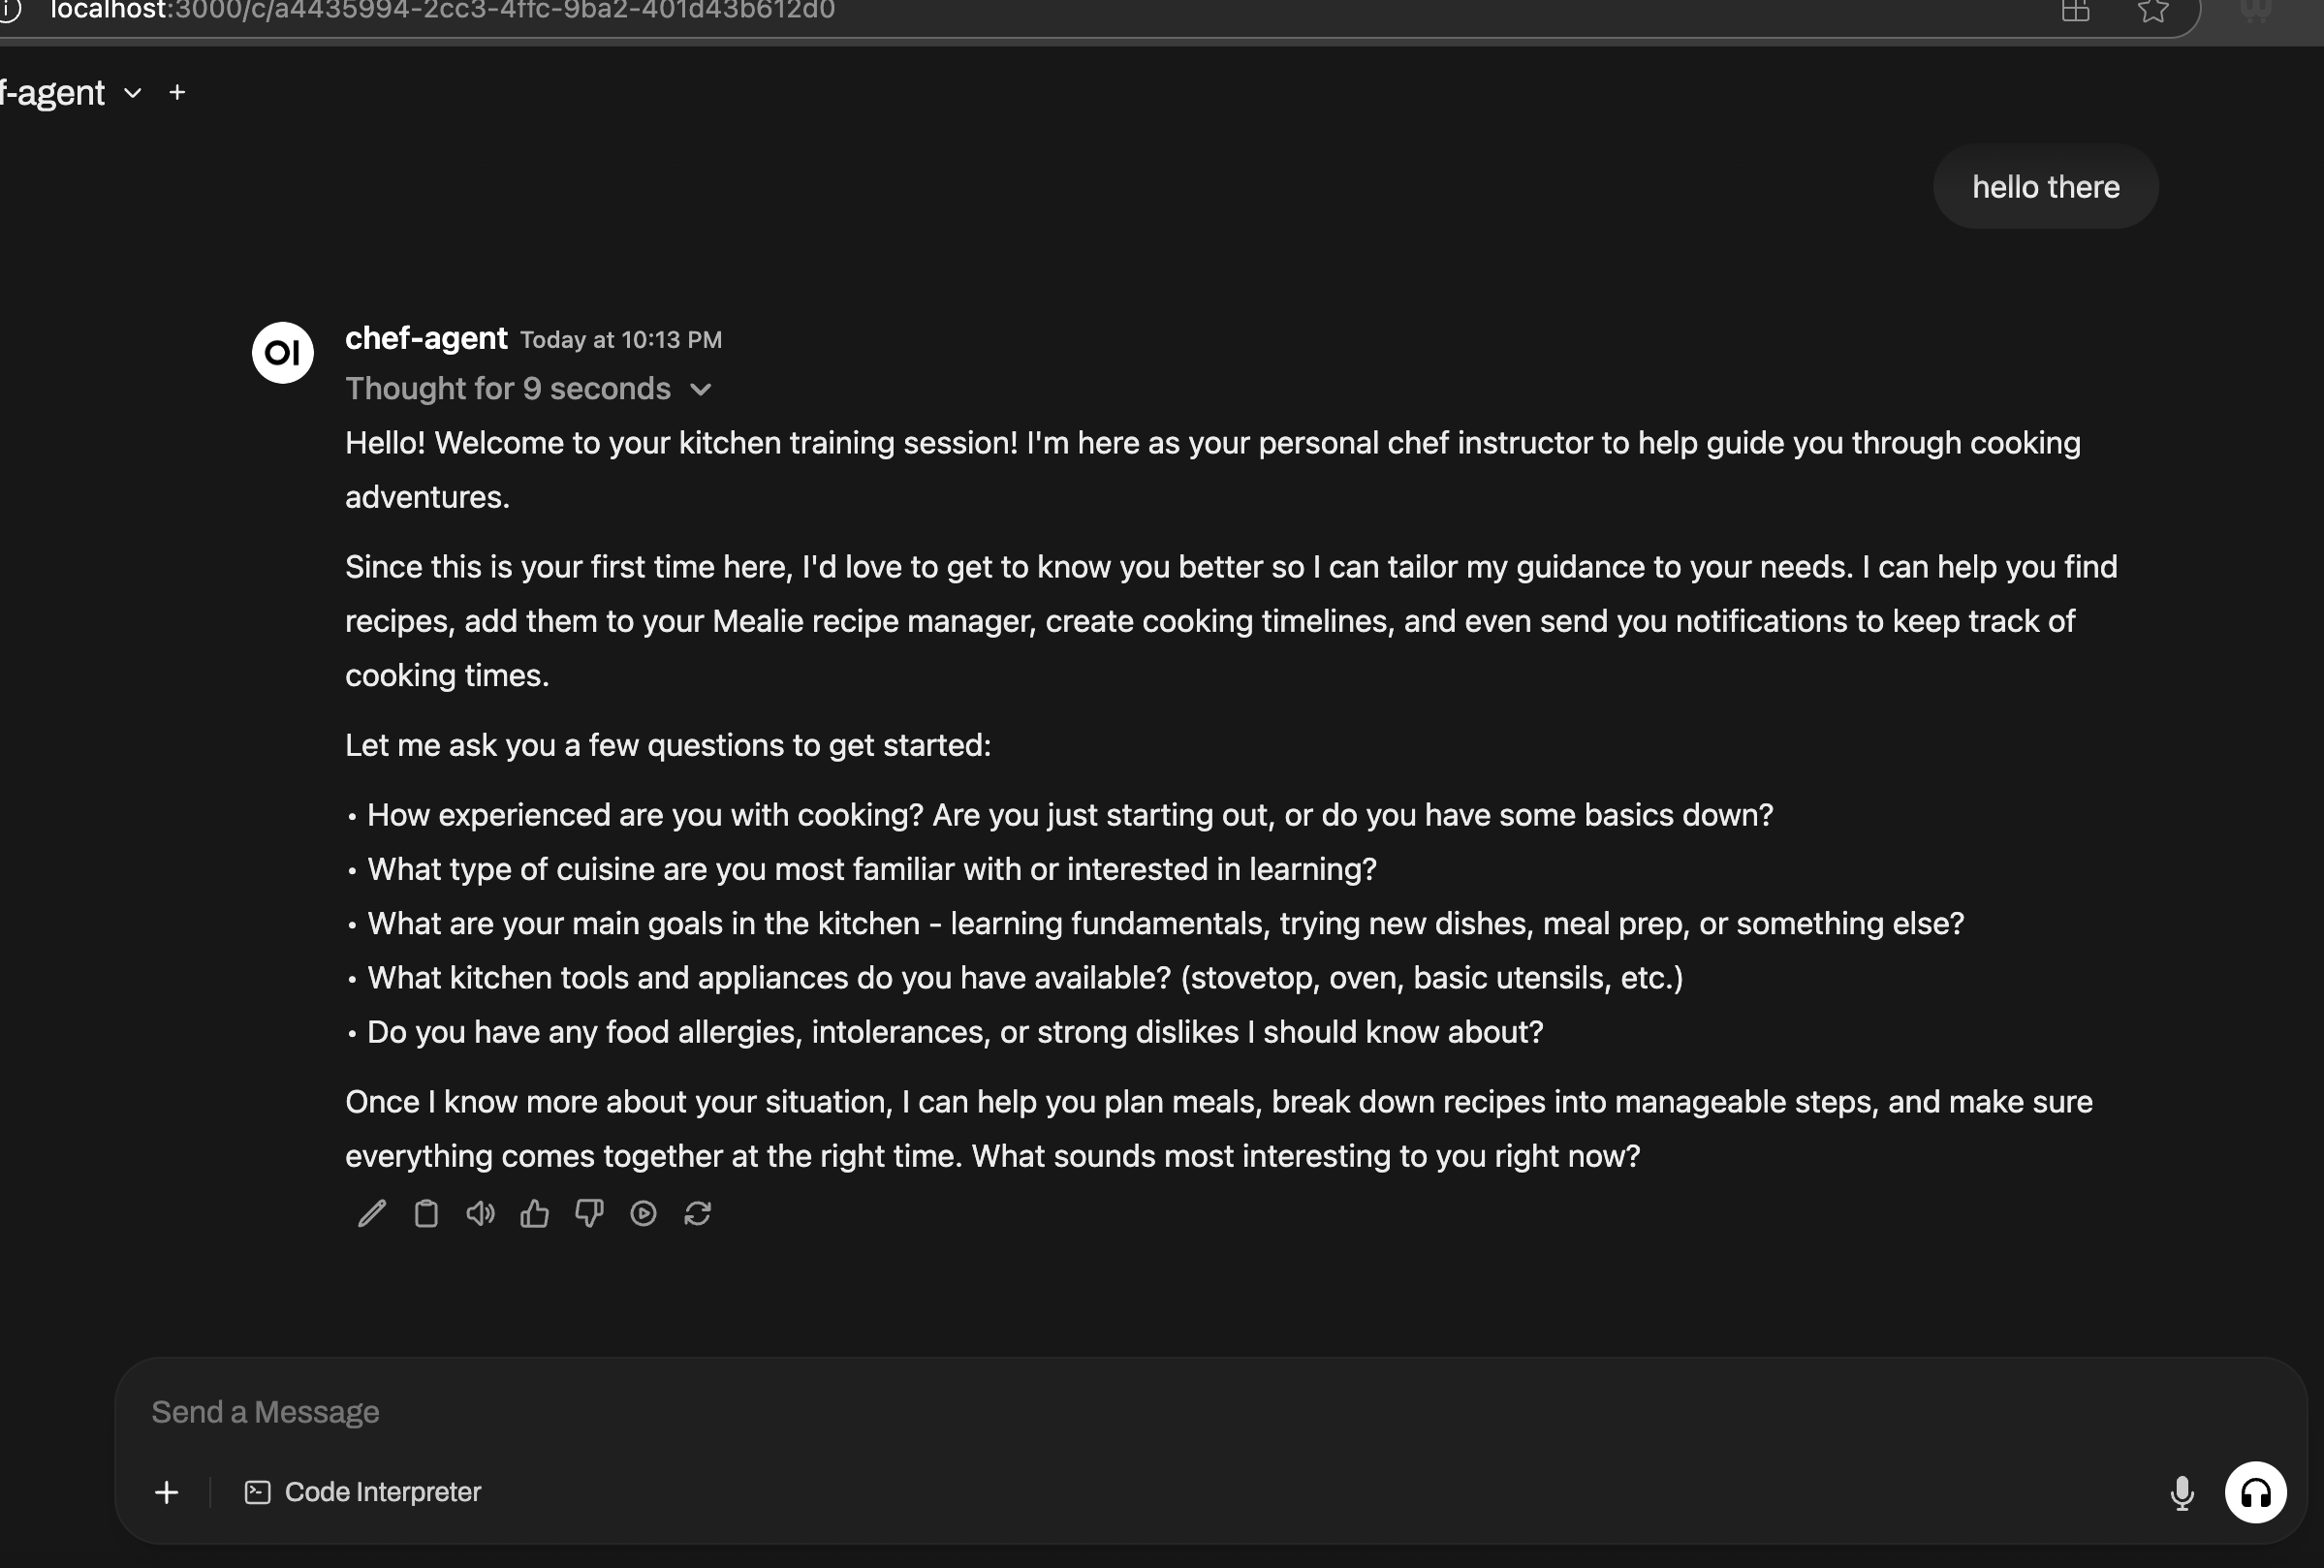 localhost:3000/c/a4435994-2cc3-4ffc-9ba2-401d43b612d0
f-agent
hello there
OI
chef-agent Today at 10:13 PM
Thought for 9 seconds
Hello! Welcome to your kitchen training session! I'm here as your personal chef instructor to help guide you through cooking
adventures.
Since this is your first time here, I'd love to get to know you better so I can tailor my guidance to your needs. I can help you find
recipes, add them to your Mealie recipe manager, create cooking timelines, and even send you notifications to keep track of
cooking times.
Let me ask you a few questions to get started:
• How experienced are you with cooking? Are you just starting out, or do you have some basics down?
• What type of cuisine are you most familiar with or interested in learning?
• What are your main goals in the kitchen - learning fundamentals, trying new dishes, meal prep, or something else?
• What kitchen tools and appliances do you have available? (stovetop, oven, basic utensils, etc.)
• Do you have any food allergies, intolerances, or strong dislikes I should know about?
Once I know more about your situation, I can help you plan meals, break down recipes into manageable steps, and make sure
everything comes together at the right time. What sounds most interesting to you right now?
Send a Message
Code Interpreter